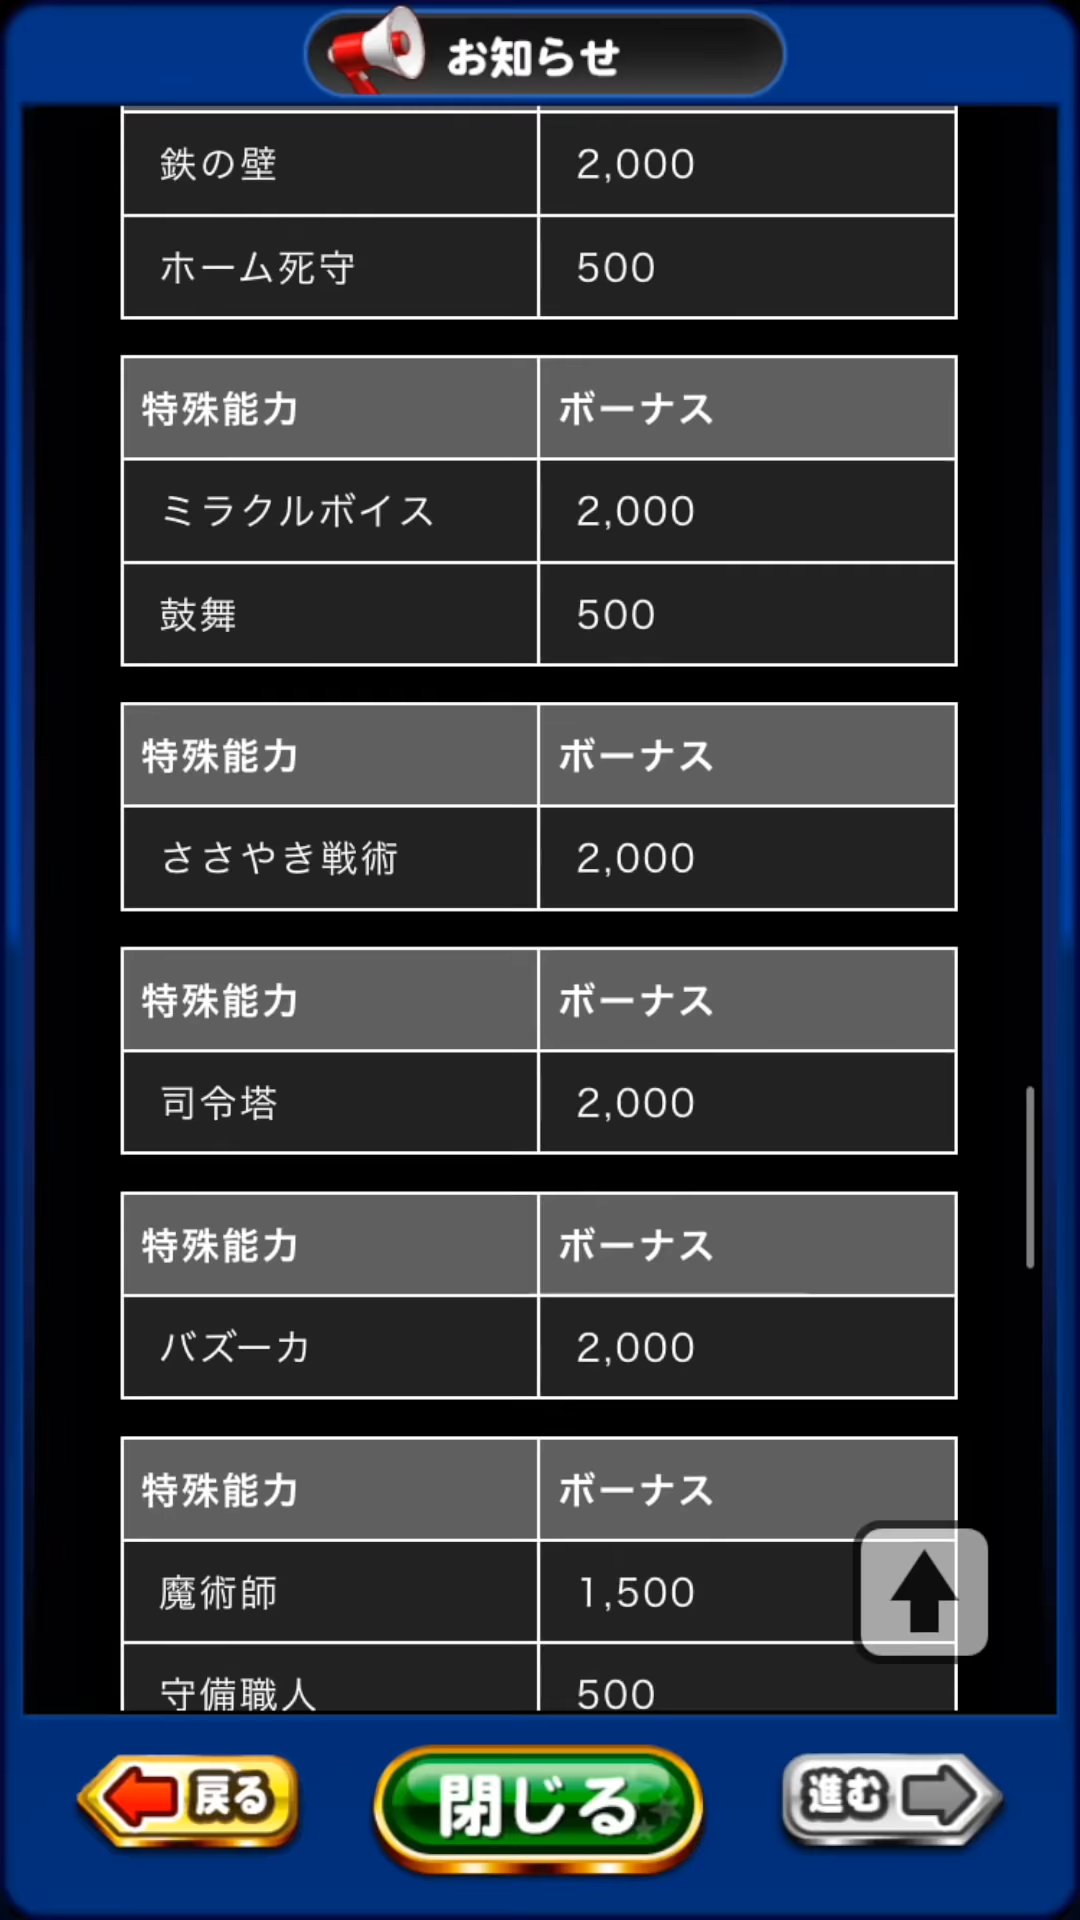 お知らせ
鉄の壁 2,000
ホーム死守 500
特殊能力 ボーナス
ミラクルボイス 2,000
鼓舞 500
特殊能力 ボーナス
ささやき戦術 2,000
特殊能力 ボーナス
司令塔 2,000
特殊能力 ボーナス
バズーカ 2,000
特殊能力 ボーナス
魔術師 1,500
守備職人 500
戻る 閉じる 進む